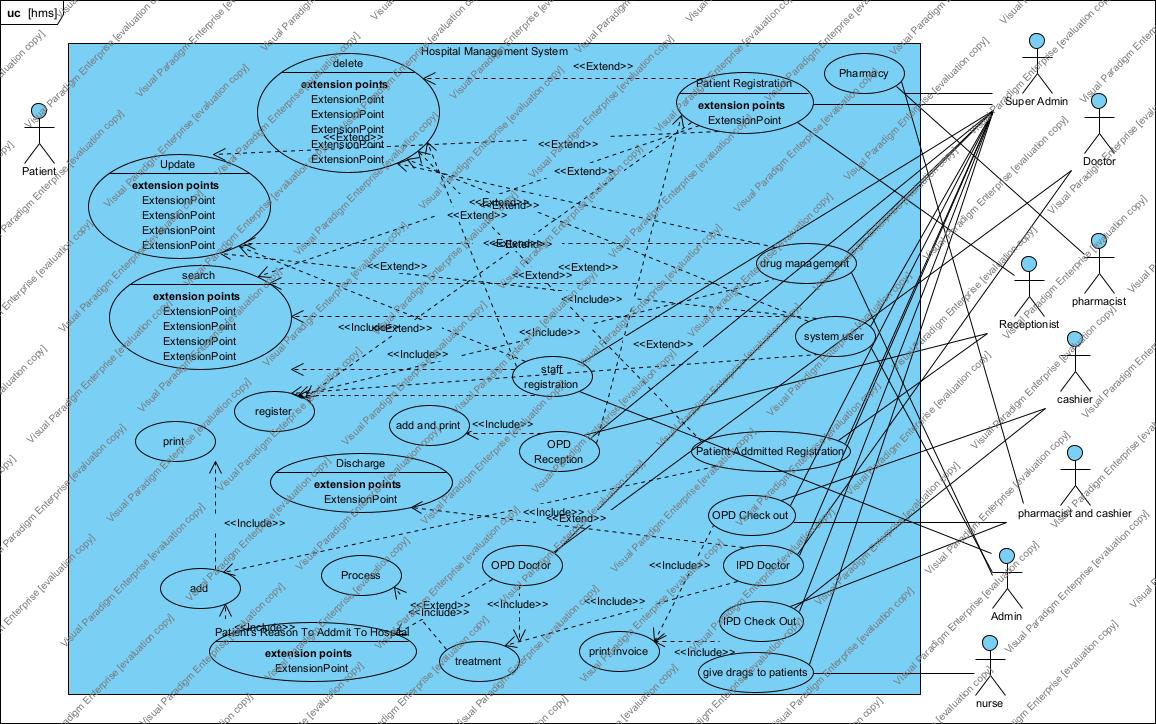 uc [hms]
Hospital Management System
delete
extension points
ExtensionPoint
ExtensionPoint
ExtensionPoint
ExtensionPoint
ExtensionPoint
<<Extend>>
<<Extend>>
Patient Registration
extension points
ExtensionPoint
Pharmacy
Super Admin
Patient
Doctor
Update
extension points
ExtensionPoint
ExtensionPoint
ExtensionPoint
ExtensionPoint
<<Extend>>
<<Extend>>
<<Extend>>
<<Extend>>
<<Extend>>
<<Extend>>
<<Extend>>
drug management
search
extension points
ExtensionPoint
ExtensionPoint
ExtensionPoint
ExtensionPoint
<<Extend>>
<<Extend>>
<<Extend>>
<<Include>>
<<Include>>
<<Extend>>
<<Include>>
<<Extend>>
<<Include>>
system user
pharmacist
Receptionist
cashier
staff
registration
register
add and print
<<Include>>
print
OPD
Reception
Patient Addmitted Registration
Discharge
extension points
ExtensionPoint
<<Include>>
<<Extend>>
OPD Check out
pharmacist and cashier
<<Include>>
OPD Doctor
IPD Doctor
<<Include>>
Process
add
<<Extend>>
<<Include>>
<<Include>>
<<Include>>
Admin
<<Include>>
Patient's Reason To Addmit To Hospital
extension points
ExtensionPoint
IPD Check Out
treatment
print invoice
<<Include>>
give drags to patients
nurse
Visual Paradigm Enterprise [evaluation copy]